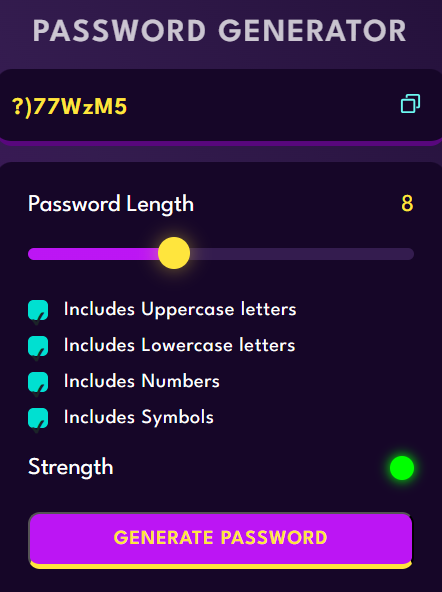 PASSWORD GENERATOR
?)77WzM5
Password Length 8
Includes Uppercase letters
Includes Lowercase letters
Includes Numbers
Includes Symbols
Strength
GENERATE PASSWORD